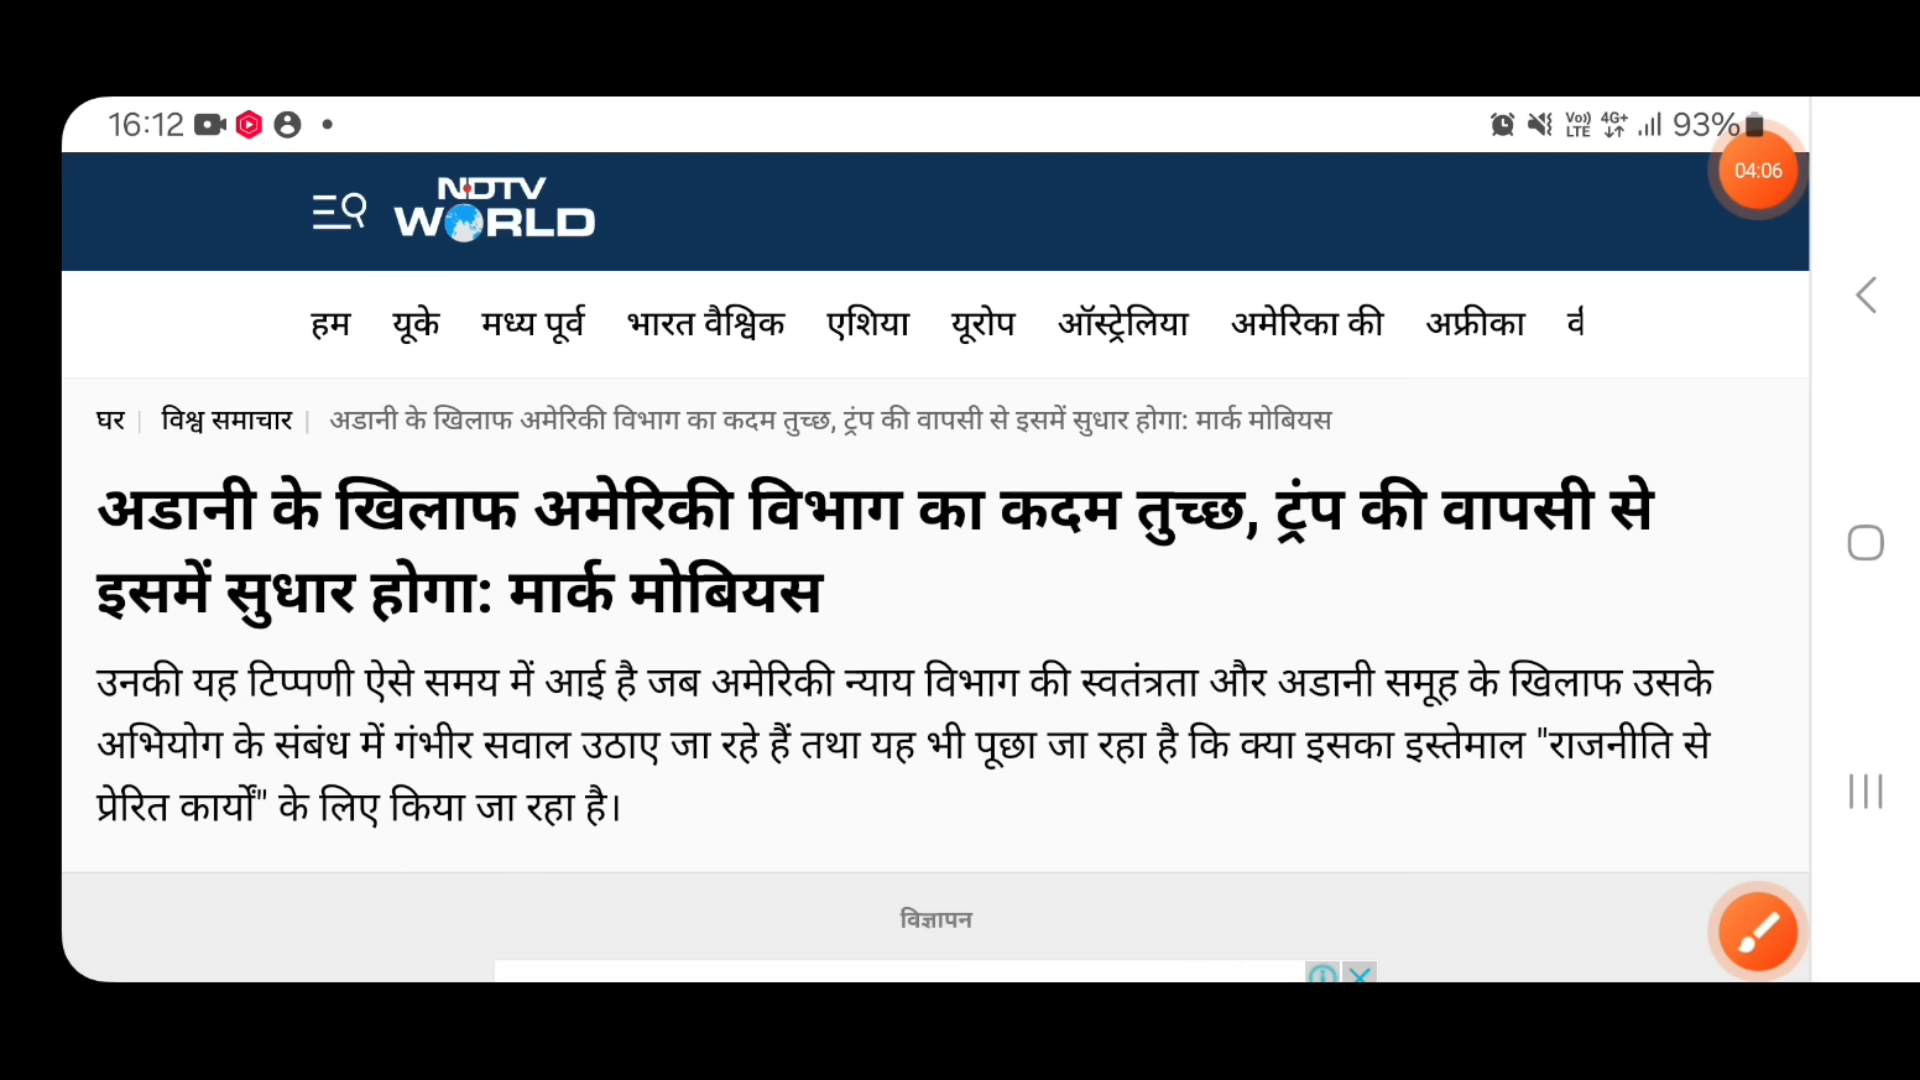 16:12 93%
04:06
NDTV
WORLD
हम यूके मध्य पूर्व भारत वैश्विक एशिया यूरोप ऑस्ट्रेलिया अमेरिका की अफ्रीका
घर | विश्व समाचार | अडानी के खिलाफ अमेरिकी विभाग का कदम तुच्छ, ट्रंप की वापसी से इसमें सुधार होगा: मार्क मोबियस
अडानी के खिलाफ अमेरिकी विभाग का कदम तुच्छ, ट्रंप की वापसी से
इसमें सुधार होगा: मार्क मोबियस
उनकी यह टिप्पणी ऐसे समय में आई है जब अमेरिकी न्याय विभाग की स्वतंत्रता और अडानी समूह के खिलाफ उसके
अभियोग के संबंध में गंभीर सवाल उठाए जा रहे हैं तथा यह भी पूछा जा रहा है कि क्या इसका इस्तेमाल "राजनीति से
प्रेरित कार्यों" के लिए किया जा रहा है।
विज्ञापन